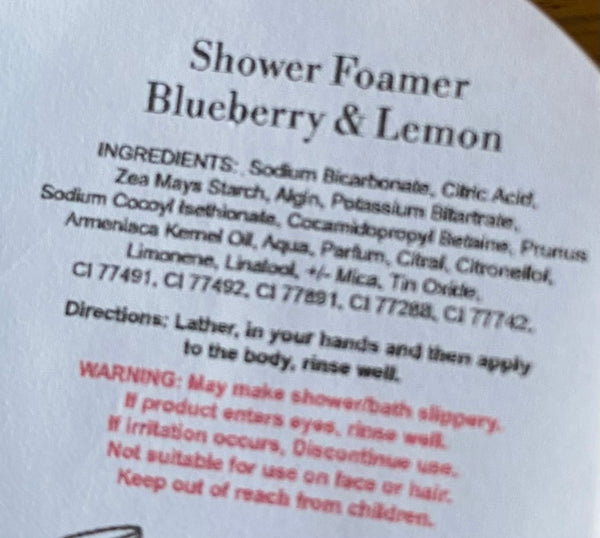 Shower Foamer
Blueberry & Lemon
INGREDIENTS: Sodium Bicarbonate, Citric Acid,
Zea Mays Starch, Algin, Potassium Bitartrate,
Sodium Cocoyl Isethionate, Cocamidopropyl Betaine, Prunus
Armeniaca Kernel Oil, Aqua, Parfum, Citral, Citronellol,
Limonene, Linalool, +/- Mica, Tin Oxide,
CI 77491, CI 77492, CI 77891, CI 77288, CI 77742.
Directions: Lather, in your hands and then apply
to the body, rinse well.
WARNING: May make shower/bath slippery.
If product enters eyes, rinse well.
If irritation occurs, Discontinue use.
Not suitable for use on face or hair.
Keep out of reach from children.